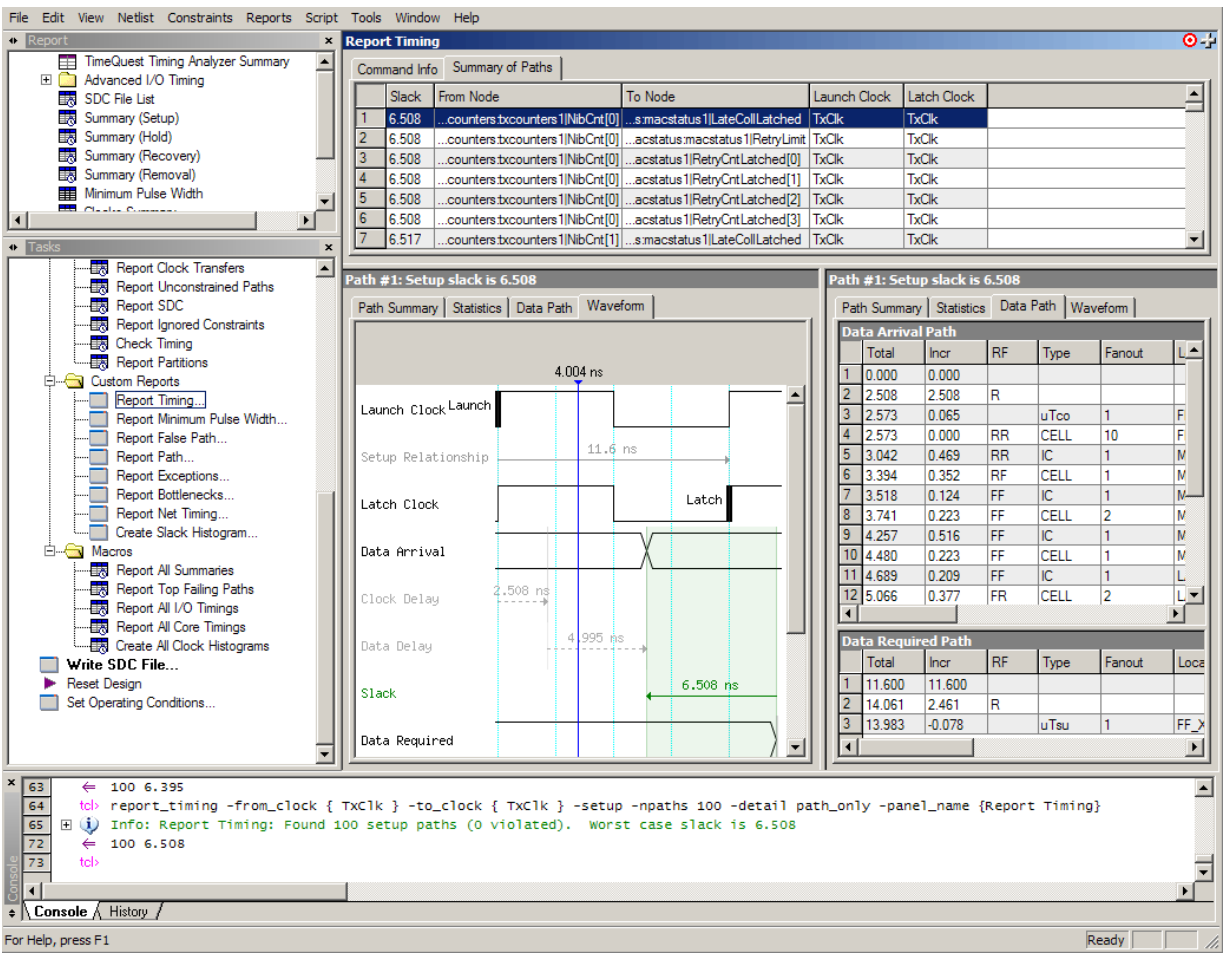 File Edit View Netlist Constraints Reports Script Tools Window Help
Report
TimeQuest Timing Analyzer Summary
Advanced I/O Timing
SDC File List
Summary (Setup)
Summary (Hold)
Summary (Recovery)
Summary (Removal)
Minimum Pulse Width
Tasks
Report Clock Transfers
Report Unconstrained Paths
Report SDC
Report Ignored Constraints
Check Timing
Report Partitions
Custom Reports
Report Timing...
Report Minimum Pulse Width...
Report False Path...
Report Path...
Report Exceptions...
Report Bottlenecks...
Report Net Timing...
Create Slack Histogram...
Macros
Report All Summaries
Report Top Failing Paths
Report All I/O Timings
Report All Core Timings
Create All Clock Histograms
Write SDC File...
Reset Design
Set Operating Conditions...
Report Timing
Command Info Summary of Paths
Slack From Node To Node Launch Clock Latch Clock
1 6.508 ...counters:txcounters1|NibCnt[0] ...s:macstatus1|LateCollLatched TxClk TxClk
2 6.508 ...counters:txcounters1|NibCnt[0] ...acstatus:macstatus1|RetryLimit TxClk TxClk
3 6.508 ...counters:txcounters1|NibCnt[0] ...acstatus1|RetryCntLatched[0] TxClk TxClk
4 6.508 ...counters:txcounters1|NibCnt[0] ...acstatus1|RetryCntLatched[1] TxClk TxClk
5 6.508 ...counters:txcounters1|NibCnt[0] ...acstatus1|RetryCntLatched[2] TxClk TxClk
6 6.508 ...counters:txcounters1|NibCnt[0] ...acstatus1|RetryCntLatched[3] TxClk TxClk
7 6.517 ...counters:txcounters1|NibCnt[1] ...s:macstatus1|LateCollLatched TxClk TxClk
Path #1: Setup slack is 6.508
Path Summary Statistics Data Path Waveform
4.004 ns
Launch Clock Launch
Setup Relationship 11.6 ns
Latch Clock Latch
Data Arrival
Clock Delay 2.508 ns
Data Delay 4.995 ns
Slack 6.508 ns
Data Required
Path #1: Setup slack is 6.508
Path Summary Statistics Data Path Waveform
Data Arrival Path
Total Incr RF Type Fanout L
1 0.000 0.000
2 2.508 2.508 R
3 2.573 0.065 uTco 1 F
4 2.573 0.000 RR CELL 10 F
5 3.042 0.469 RR IC 1 M
6 3.394 0.352 RF CELL 1 M
7 3.518 0.124 FF IC 1 M
8 3.741 0.223 FF CELL 2 M
9 4.257 0.516 FF IC 1 M
10 4.480 0.223 FF CELL 1 M
11 4.689 0.209 FF IC 1 L
12 5.066 0.377 FR CELL 2 L
Data Required Path
Total Incr RF Type Fanout Loca
1 11.600 11.600
2 14.061 2.461 R
3 13.983 -0.078 uTsu 1 FF_X
63 100 6.395
64 tcl> report_timing -from_clock { TxClk } -to_clock { TxClk } -setup -npaths 100 -detail path_only -panel_name {Report Timing}
65 Info: Report Timing: Found 100 setup paths (0 violated). Worst case slack is 6.508
72 100 6.508
73 tcl>
Console
Console History
For Help, press F1
Ready